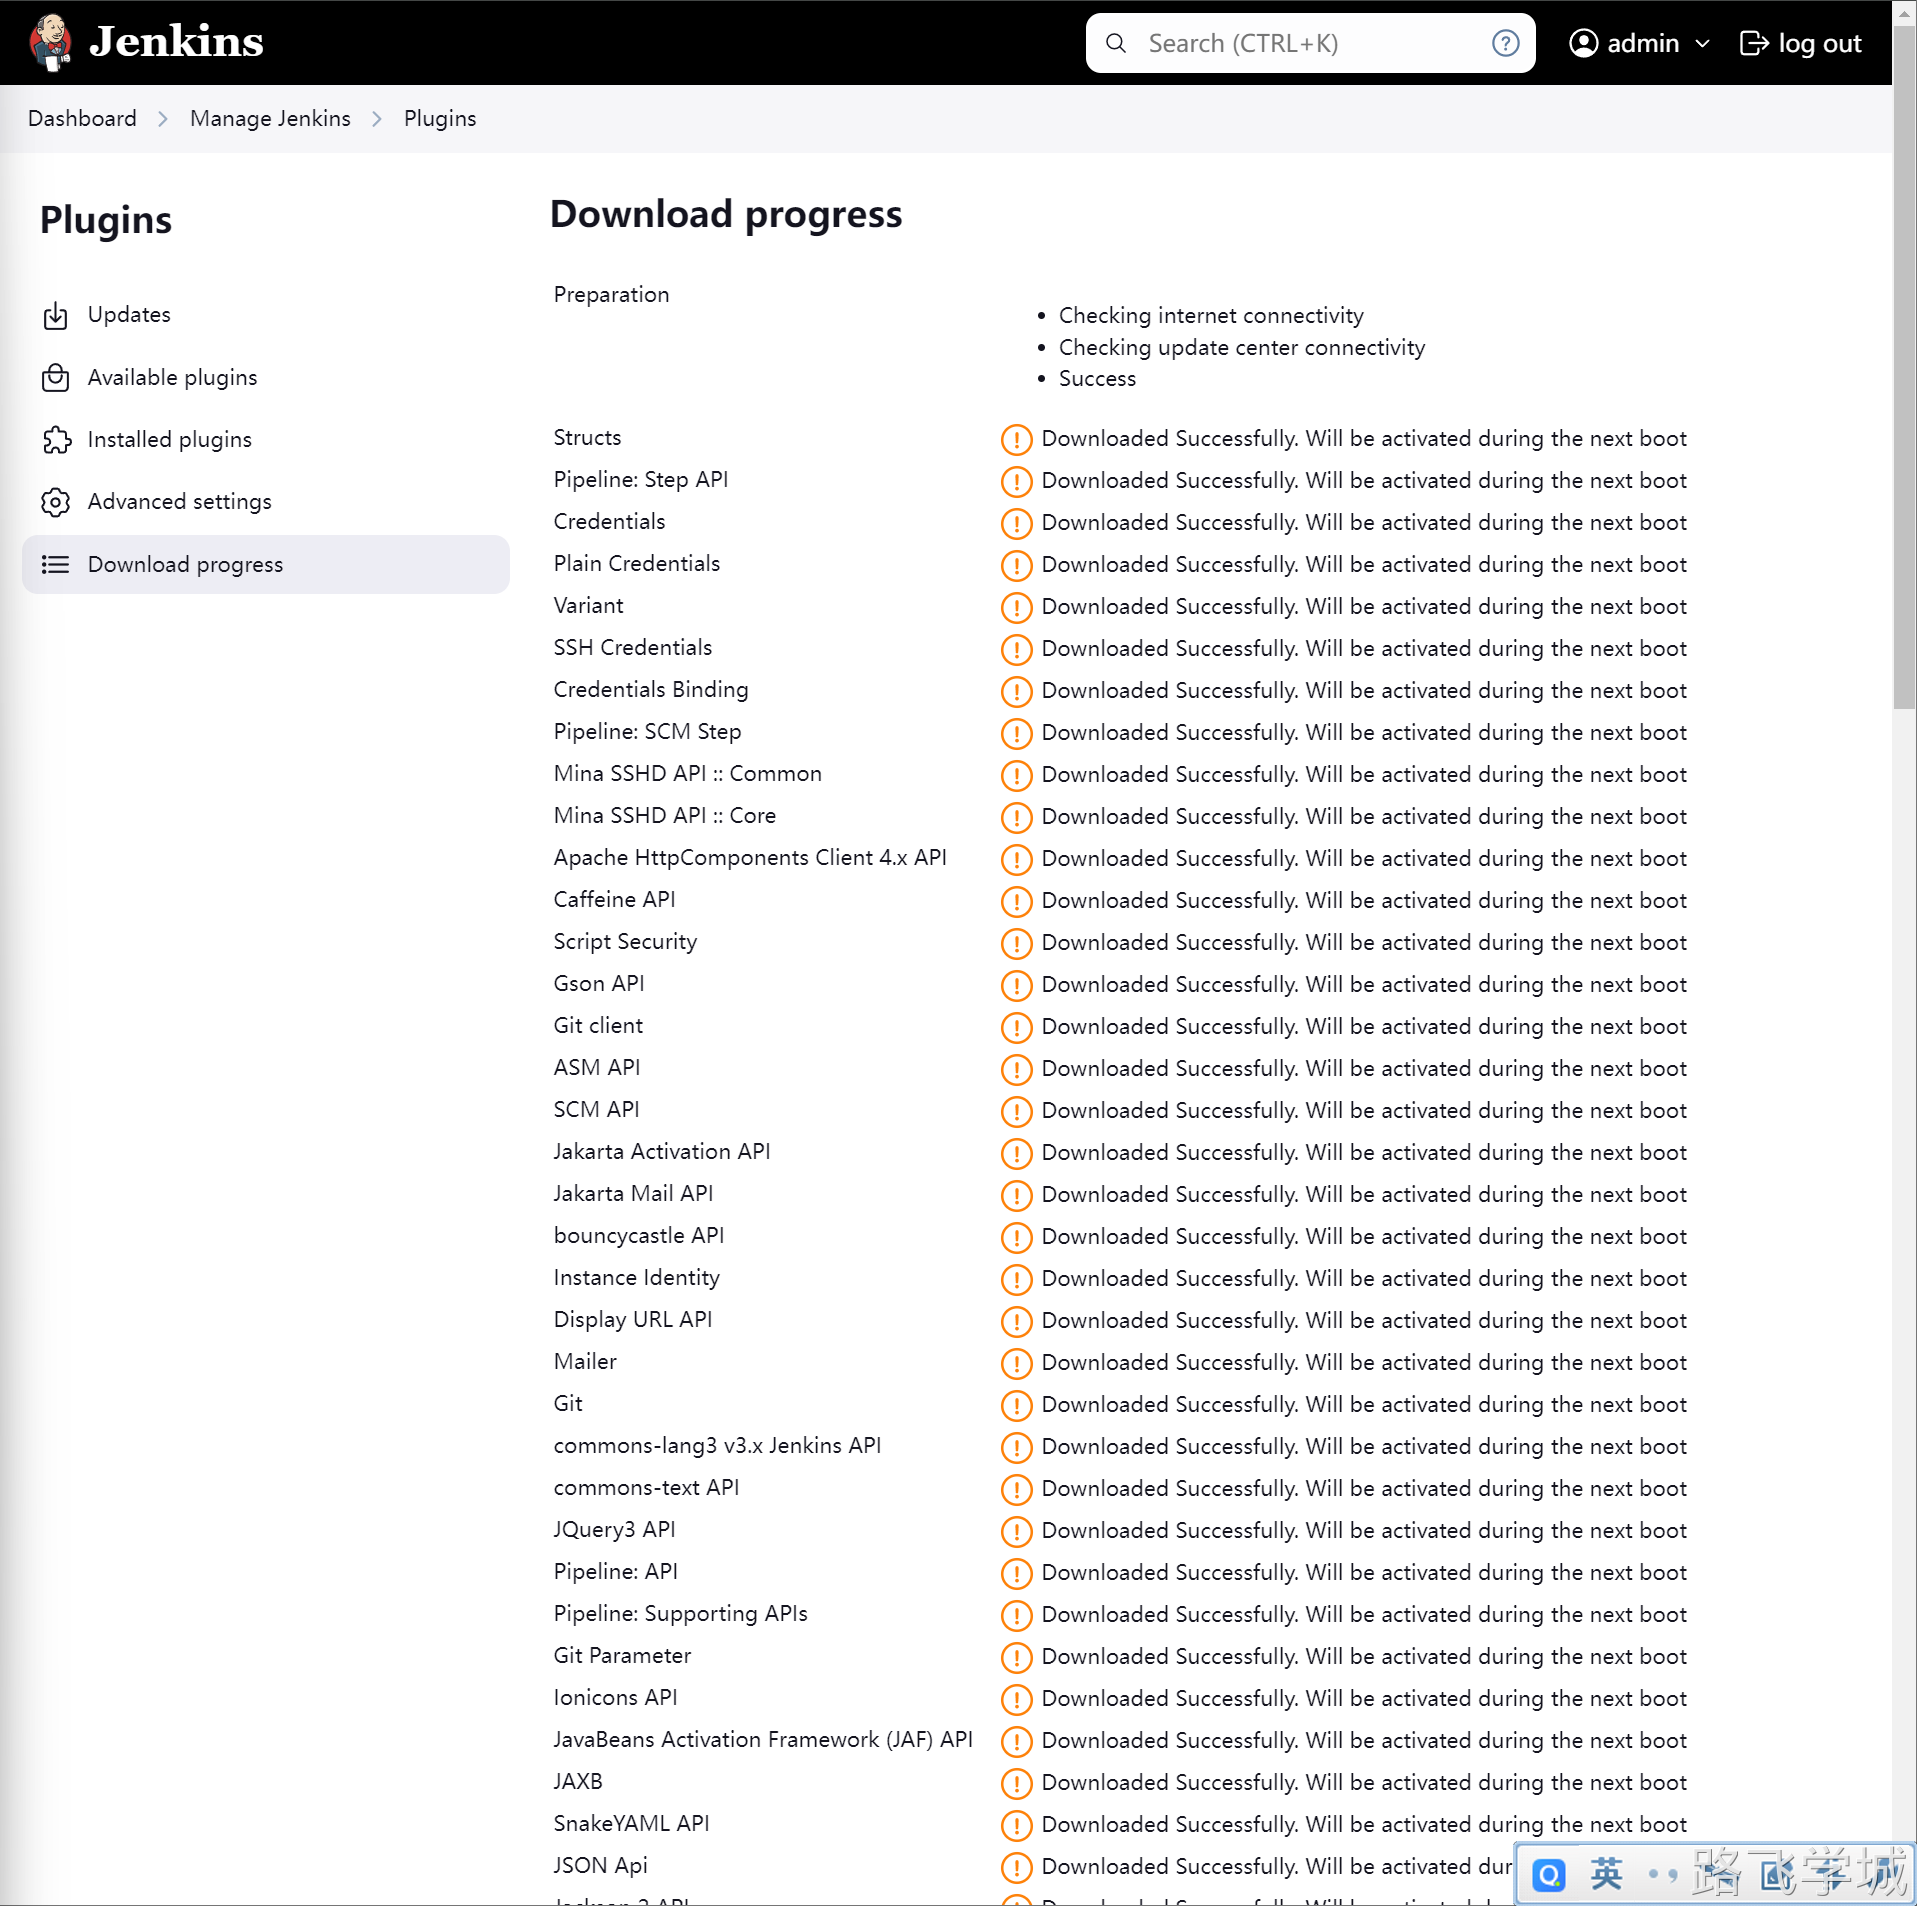 Jenkins
Search (CTRL+K)
admin
log out
Dashboard
Manage Jenkins
Plugins
Plugins
Updates
Available plugins
Installed plugins
Advanced settings
Download progress
Download progress
Preparation
Checking internet connectivity
Checking update center connectivity
Success
Structs Downloaded Successfully. Will be activated during the next boot
Pipeline: Step API Downloaded Successfully. Will be activated during the next boot
Credentials Downloaded Successfully. Will be activated during the next boot
Plain Credentials Downloaded Successfully. Will be activated during the next boot
Variant Downloaded Successfully. Will be activated during the next boot
SSH Credentials Downloaded Successfully. Will be activated during the next boot
Credentials Binding Downloaded Successfully. Will be activated during the next boot
Pipeline: SCM Step Downloaded Successfully. Will be activated during the next boot
Mina SSHD API :: Common Downloaded Successfully. Will be activated during the next boot
Mina SSHD API :: Core Downloaded Successfully. Will be activated during the next boot
Apache HttpComponents Client 4.x API Downloaded Successfully. Will be activated during the next boot
Caffeine API Downloaded Successfully. Will be activated during the next boot
Script Security Downloaded Successfully. Will be activated during the next boot
Gson API Downloaded Successfully. Will be activated during the next boot
Git client Downloaded Successfully. Will be activated during the next boot
ASM API Downloaded Successfully. Will be activated during the next boot
SCM API Downloaded Successfully. Will be activated during the next boot
Jakarta Activation API Downloaded Successfully. Will be activated during the next boot
Jakarta Mail API Downloaded Successfully. Will be activated during the next boot
bouncycastle API Downloaded Successfully. Will be activated during the next boot
Instance Identity Downloaded Successfully. Will be activated during the next boot
Display URL API Downloaded Successfully. Will be activated during the next boot
Mailer Downloaded Successfully. Will be activated during the next boot
Git Downloaded Successfully. Will be activated during the next boot
commons-lang3 v3.x Jenkins API Downloaded Successfully. Will be activated during the next boot
commons-text API Downloaded Successfully. Will be activated during the next boot
JQuery3 API Downloaded Successfully. Will be activated during the next boot
Pipeline: API Downloaded Successfully. Will be activated during the next boot
Pipeline: Supporting APIs Downloaded Successfully. Will be activated during the next boot
Git Parameter Downloaded Successfully. Will be activated during the next boot
Ionicons API Downloaded Successfully. Will be activated during the next boot
JavaBeans Activation Framework (JAF) API Downloaded Successfully. Will be activated during the next boot
JAXB Downloaded Successfully. Will be activated during the next boot
SnakeYAML API Downloaded Successfully. Will be activated during the next boot
JSON Api Downloaded Successfully. Will be activated dur
英
路飞学城